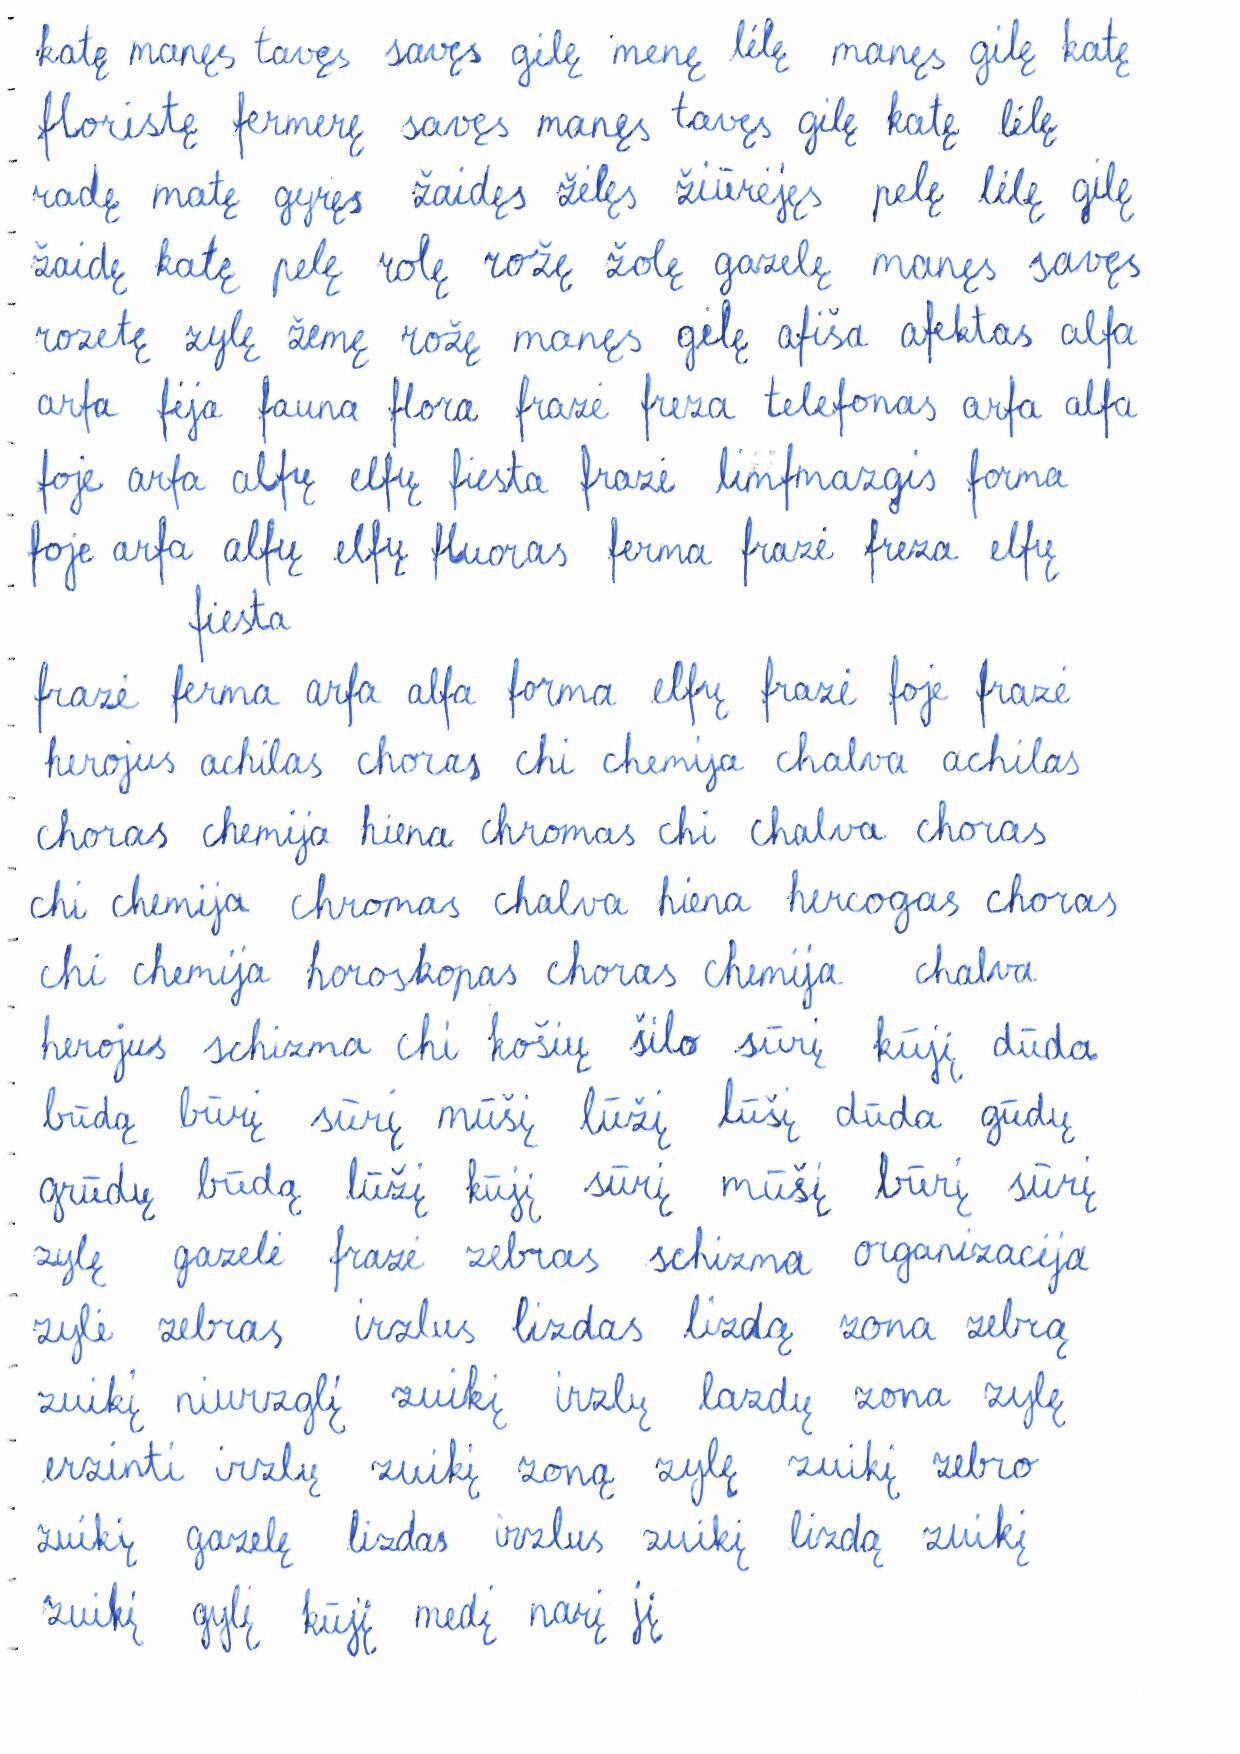 katę manęs tavęs savęs gilę menę lėlę manęs gilę katę
floristę fermerę savęs manęs tavęs gilę katę lėlę
radę matę gyręs žaidęs žėlęs žiūrėjęs pelę lėlę gilę
žaidę katę pelę rolę rožę žolę gazelę manęs savęs
rozetę zylę žemę rožę manęs gėlę afiša afektas alfa
arfa fėja fauna flora frazė freza telefonas arfa alfa
foje arfa alfų elfų fiesta frazė limfmazgis forma
foje arfa alfų elfų fluoras ferma frazė freza elfų
fiesta
frazė ferma arfa alfa forma elfų frazė foje frazė
herojus achilas choras chi chemija chalva achilas
choras chemija hiena chromas chi chalva choras
chi chemija chromas chalva hiena hercogas choras
chi chemija horoskopas choras chemija chalva
herojus schizma chi košių šilo sūrį kūjį dūda
būdą būrį sūrį mūšį lūžį lūšį dūda gūdų
grūdų būdą lūžį kūjį sūrį mūšį būrį sūrį
zylę gazelė frazė zebras schizma organizacija
zylė zebras irzlus lizdas lizdą zona zebrą
zuikį niurzglį zuikį irzlų lazdų zona zylę
erzinti irzlų zuikį zoną zylę zuikį zebro
zuikį gazelę lizdas irzlus zuikį lizdą zuikį
zuikį gylį kūjį medį narį jį